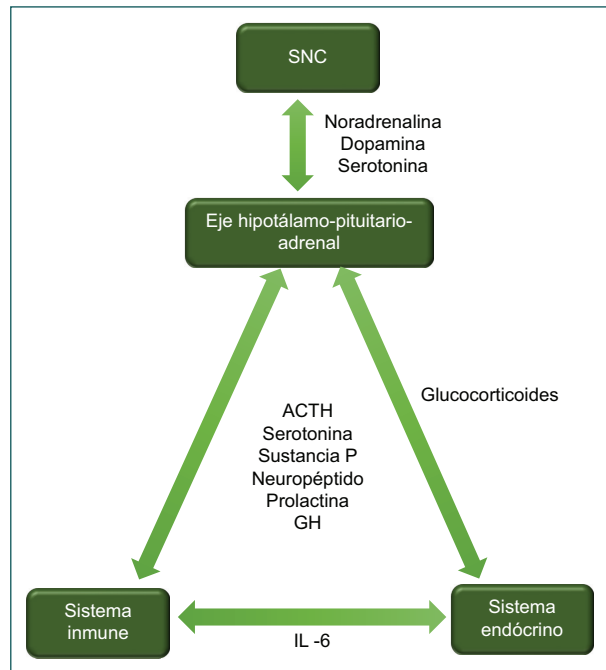 SNC
Noradrenalina
Dopamina
Serotonina
Eje hipotálamo-pituitario-
adrenal
Glucocorticoides
ACTH
Serotonina
Sustancia P
Neuropéptido
Prolactina
GH
Sistema
inmune
IL -6
Sistema
endócrino